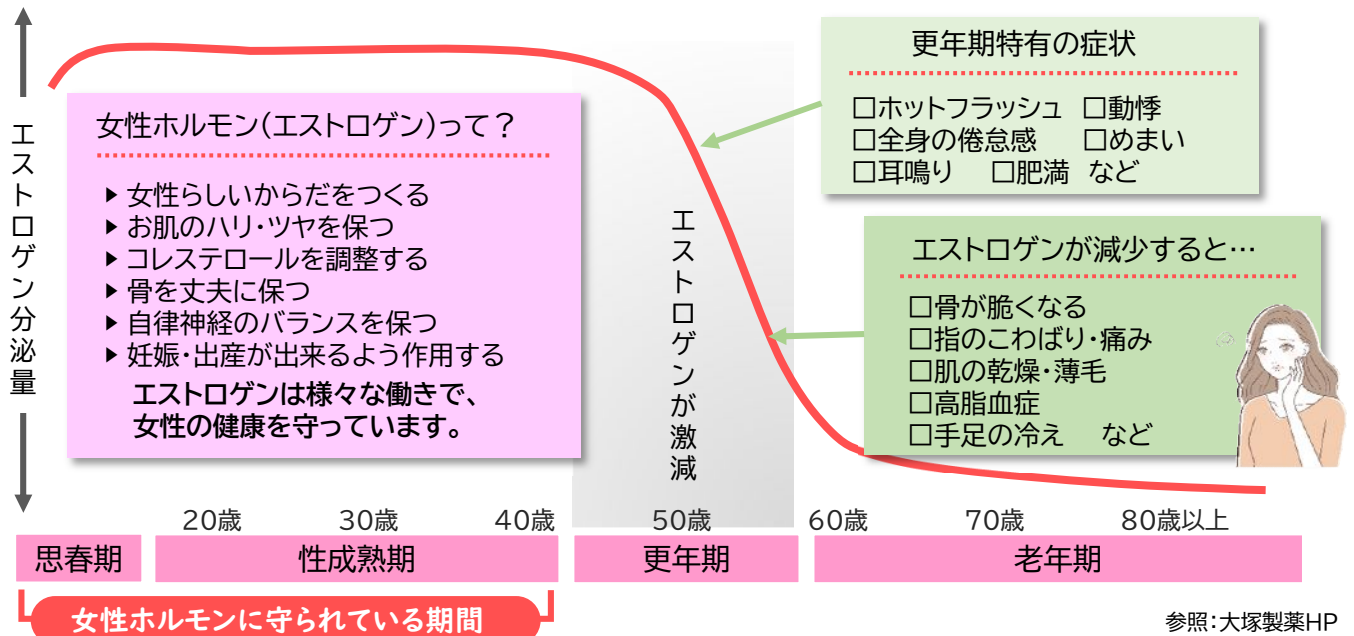 エストロゲン分泌量
女性ホルモン(エストロゲン)って？
▶ 女性らしいからだをつくる
▶ お肌のハリ・ツヤを保つ
▶ コレステロールを調整する
▶ 骨を丈夫に保つ
▶ 自律神経のバランスを保つ
▶ 妊娠・出産が出来るよう作用する
エストロゲンは様々な働きで、
女性の健康を守っています。
エストロゲンが激減
更年期特有の症状
□ホットフラッシュ □動悸
□全身の倦怠感 □めまい
□耳鳴り □肥満 など
エストロゲンが減少すると…
□骨が脆くなる
□指のこわばり・痛み
□肌の乾燥・薄毛
□高脂血症
□手足の冷え など
20歳 30歳 40歳 50歳 60歳 70歳 80歳以上
思春期 性成熟期 更年期 老年期
女性ホルモンに守られている期間
参照：大塚製薬HP